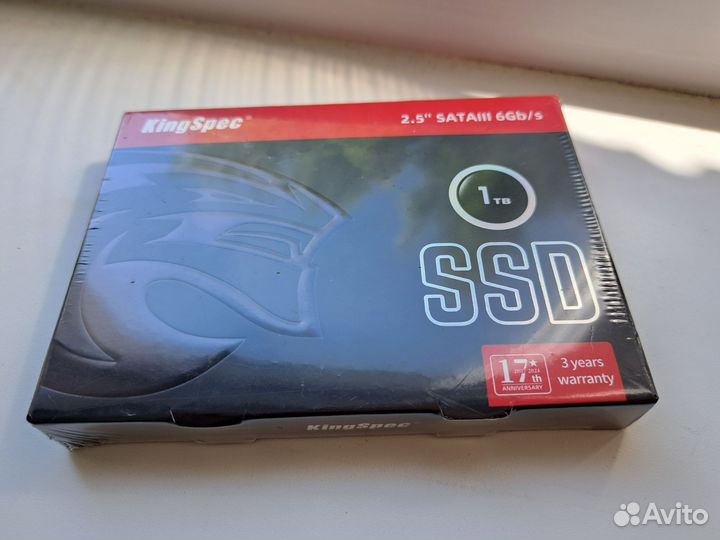 KingSpec®
2.5" SATAIII 6Gb/s
1TB
SSD
17th
ANNIVERSARY
3 years
warranty
KingSpec
Avito